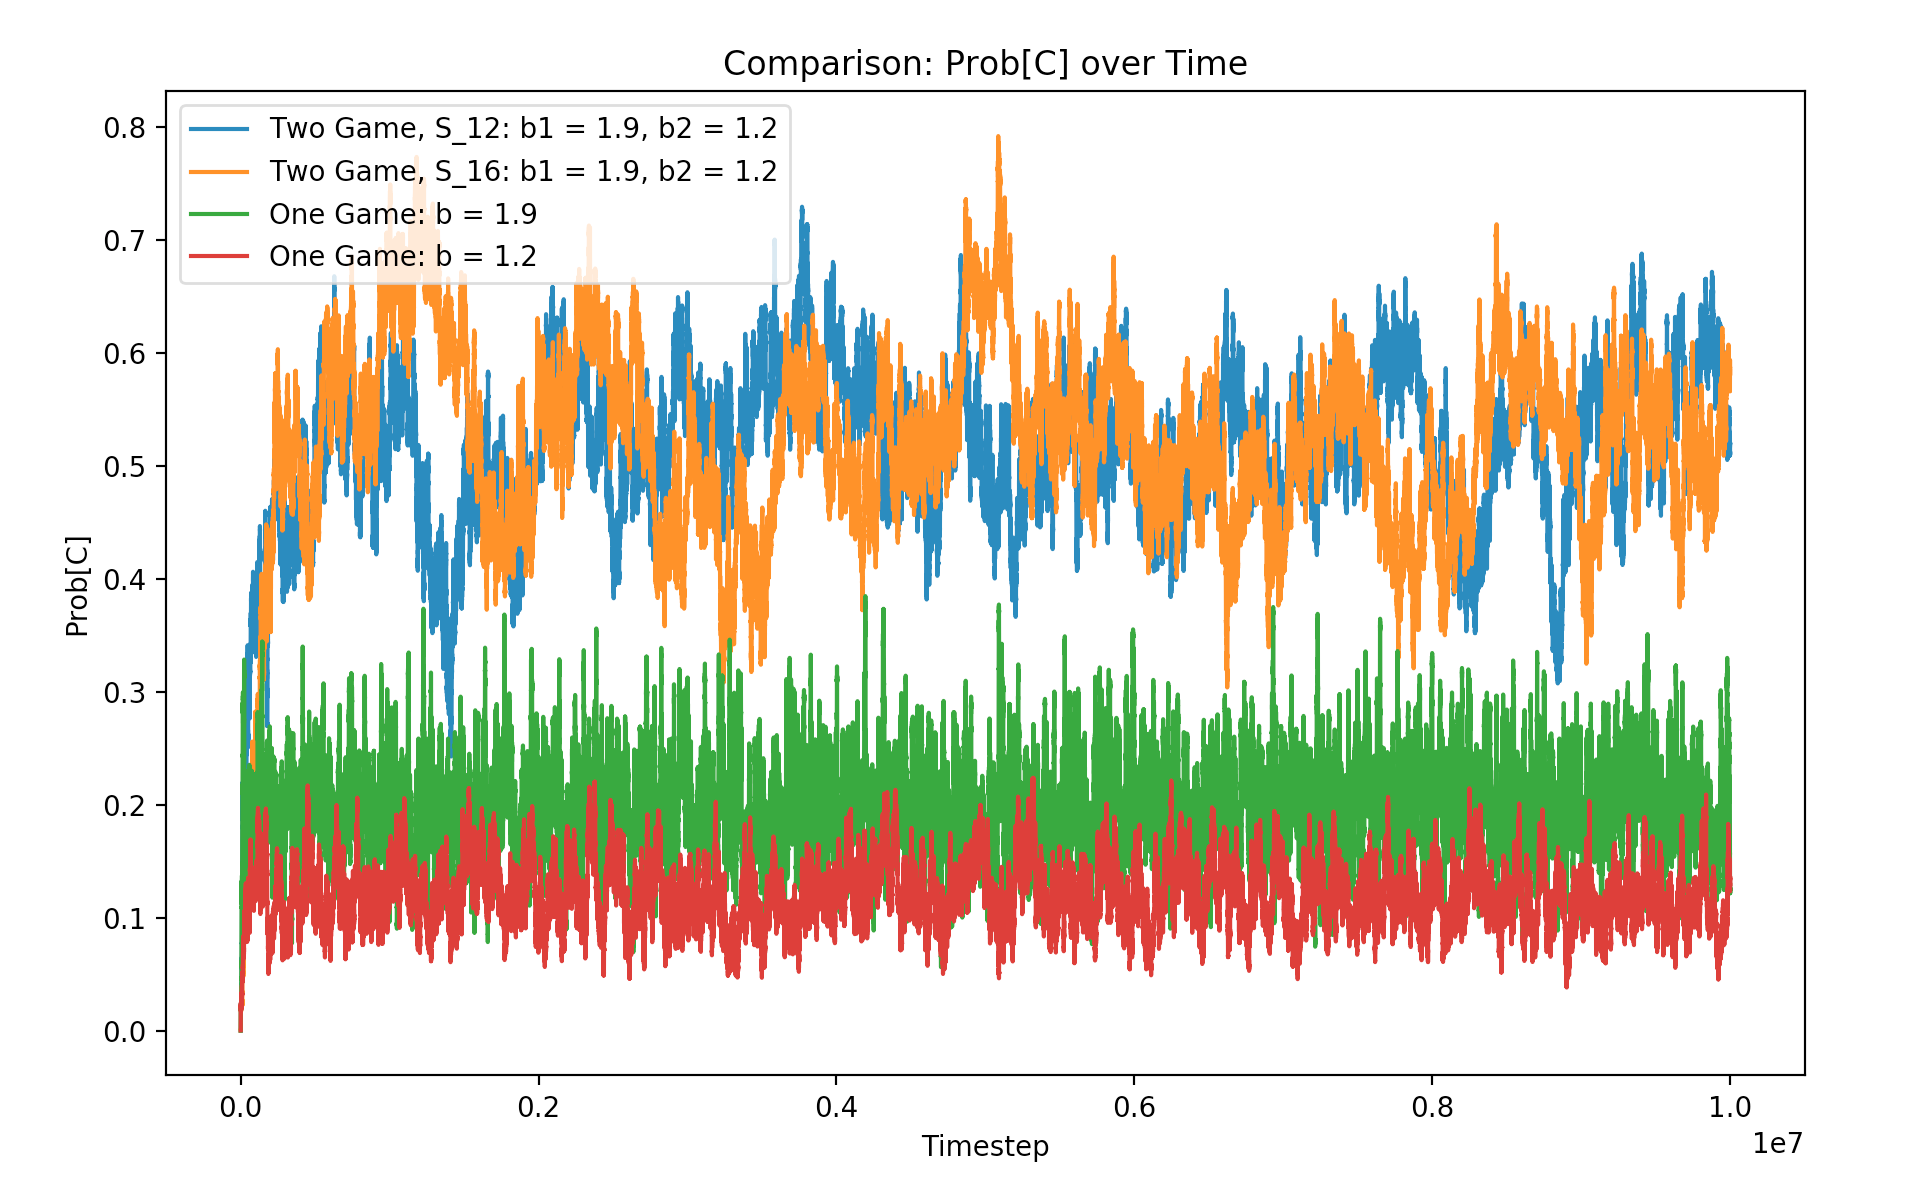 Comparison: Prob[C] over Time
Two Game, S_12: b1 = 1.9, b2 = 1.2
Two Game, S_16: b1 = 1.9, b2 = 1.2
One Game: b = 1.9
One Game: b = 1.2
Prob[C]
0.8
0.7
0.6
0.5
0.4
0.3
0.2
0.1
0.0
0.0 0.2 0.4 0.6 0.8 1.0
Timestep
1e7